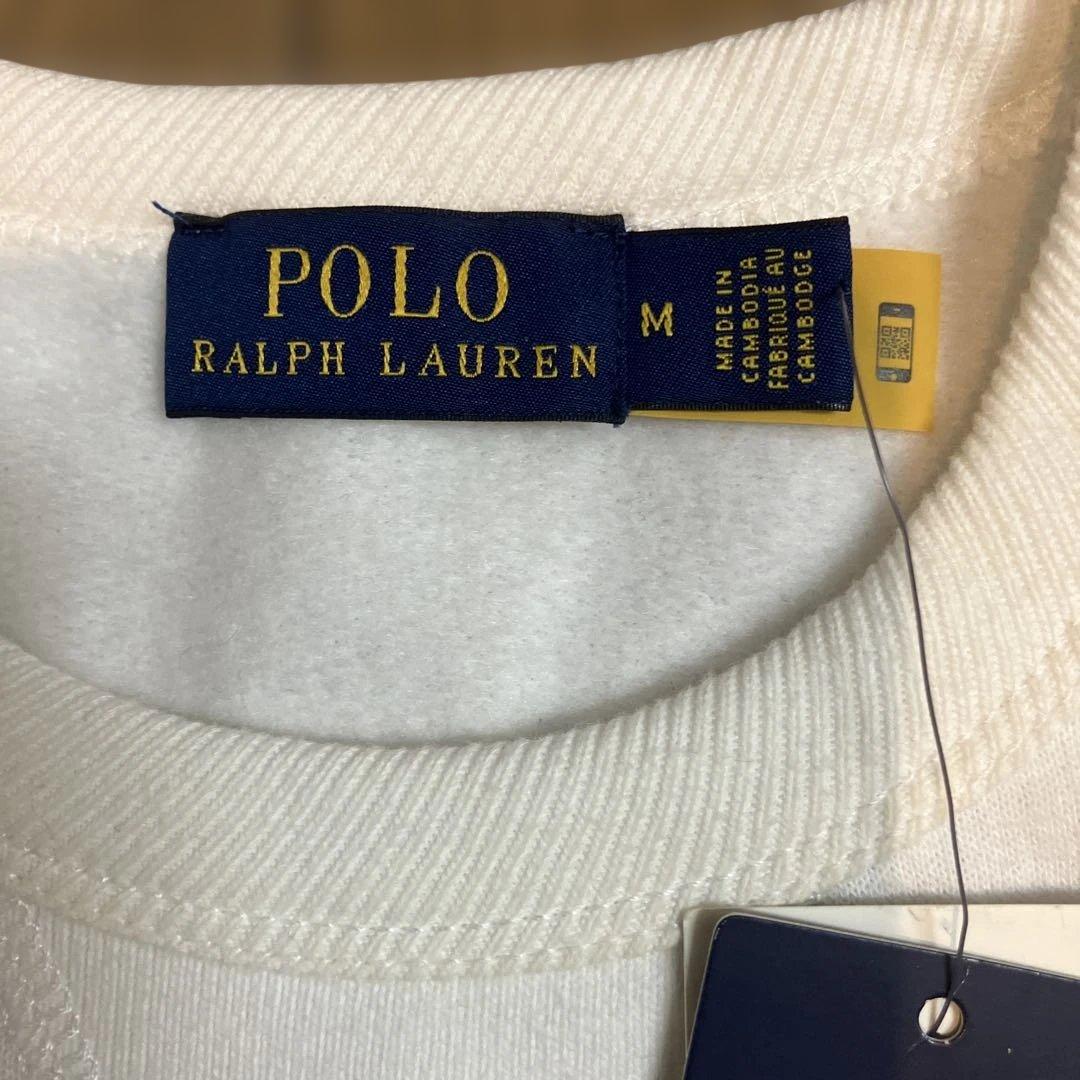 POLO
RALPH LAUREN
M
MADE IN
CAMBODIA
FABRIQUÉ AU
CAMBODGE